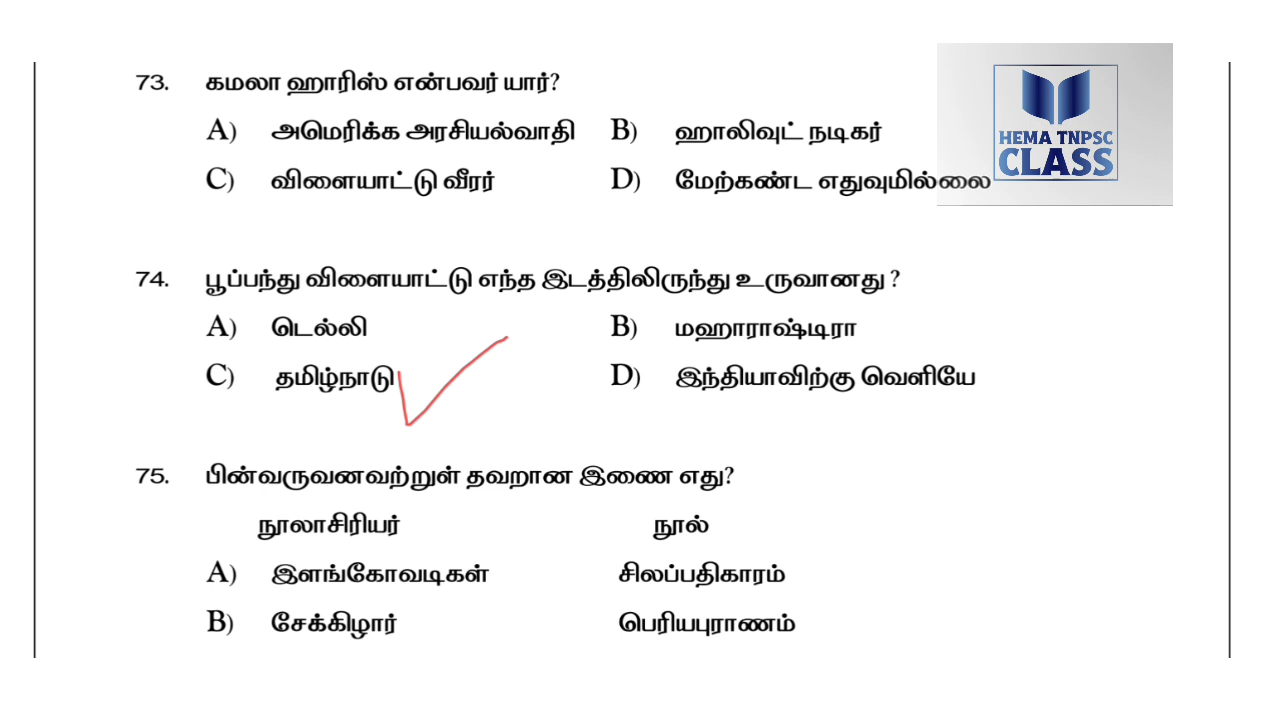 73. கமலா ஹாரிஸ் என்பவர் யார்?
A) அமெரிக்க அரசியல்வாதி B) ஹாலிவுட் நடிகர்
C) விளையாட்டு வீரர் D) மேற்கண்ட எதுவுமில்லை
HEMA TNPSC
CLASS
74. பூப்பந்து விளையாட்டு எந்த இடத்திலிருந்து உருவானது ?
A) டெல்லி B) மஹாராஷ்டிரா
C) தமிழ்நாடு D) இந்தியாவிற்கு வெளியே
75. பின்வருவனவற்றுள் தவறான இணை எது?
நூலாசிரியர் நூல்
A) இளங்கோவடிகள் சிலப்பதிகாரம்
B) சேக்கிழார் பெரியபுராணம்